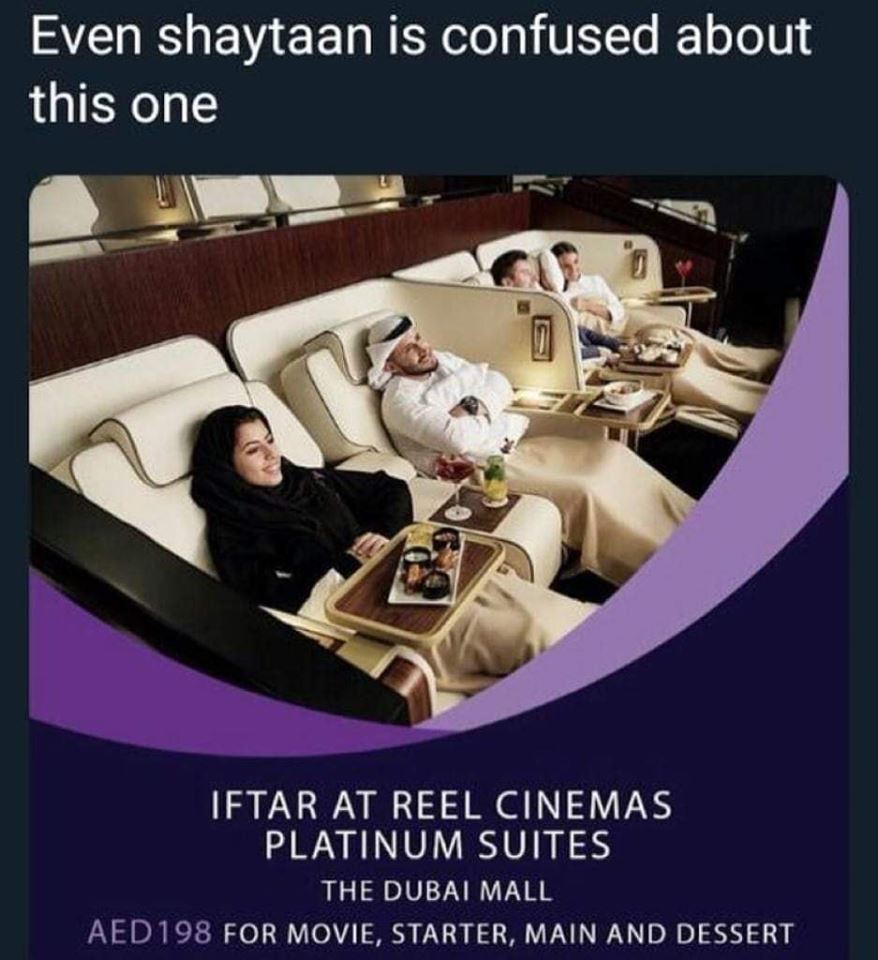 Even shaytaan is confused about
this one
IFTAR AT REEL CINEMAS
PLATINUM SUITES
THE DUBAI MALL
AED198 FOR MOVIE, STARTER, MAIN AND DESSERT